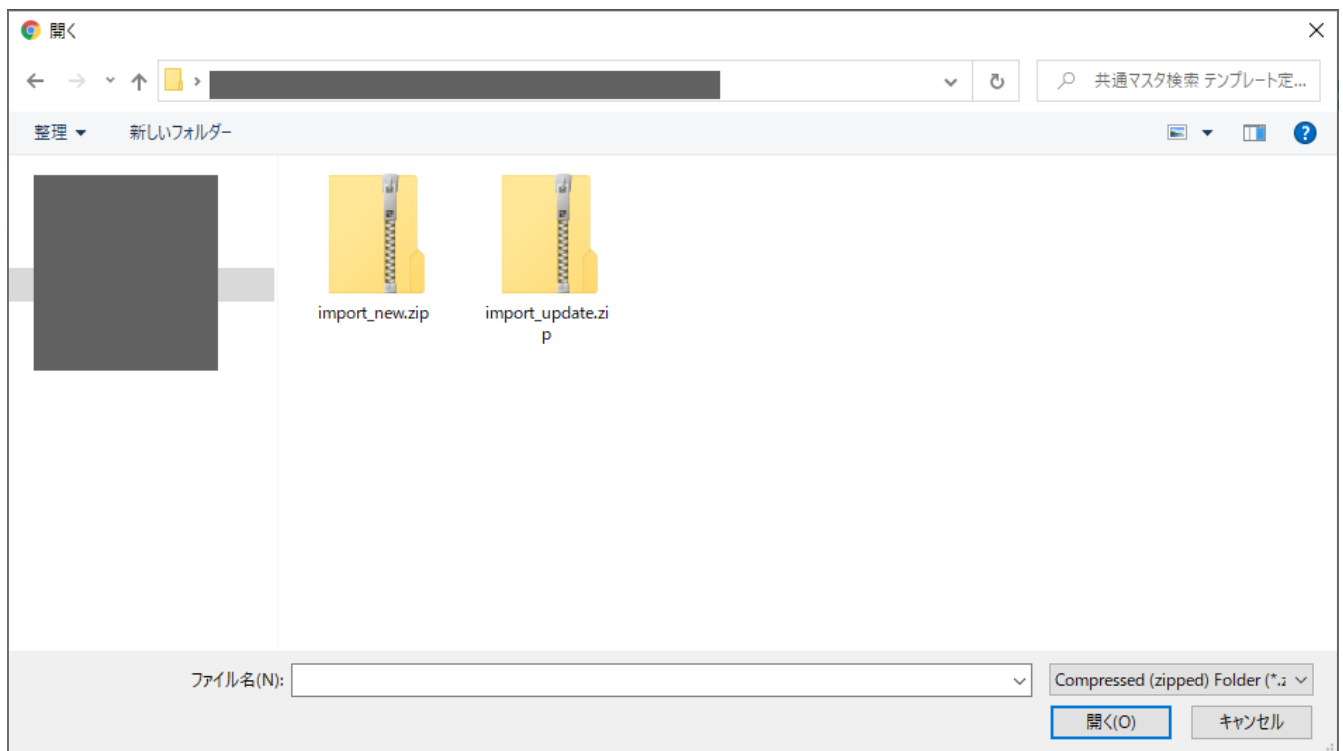 開く
共通マスタ検索 テンプレート定...
整理
新しいフォルダー
import_new.zip
import_update.zi
p
ファイル名(N):
Compressed (zipped) Folder (*.z
開く(O)
キャンセル